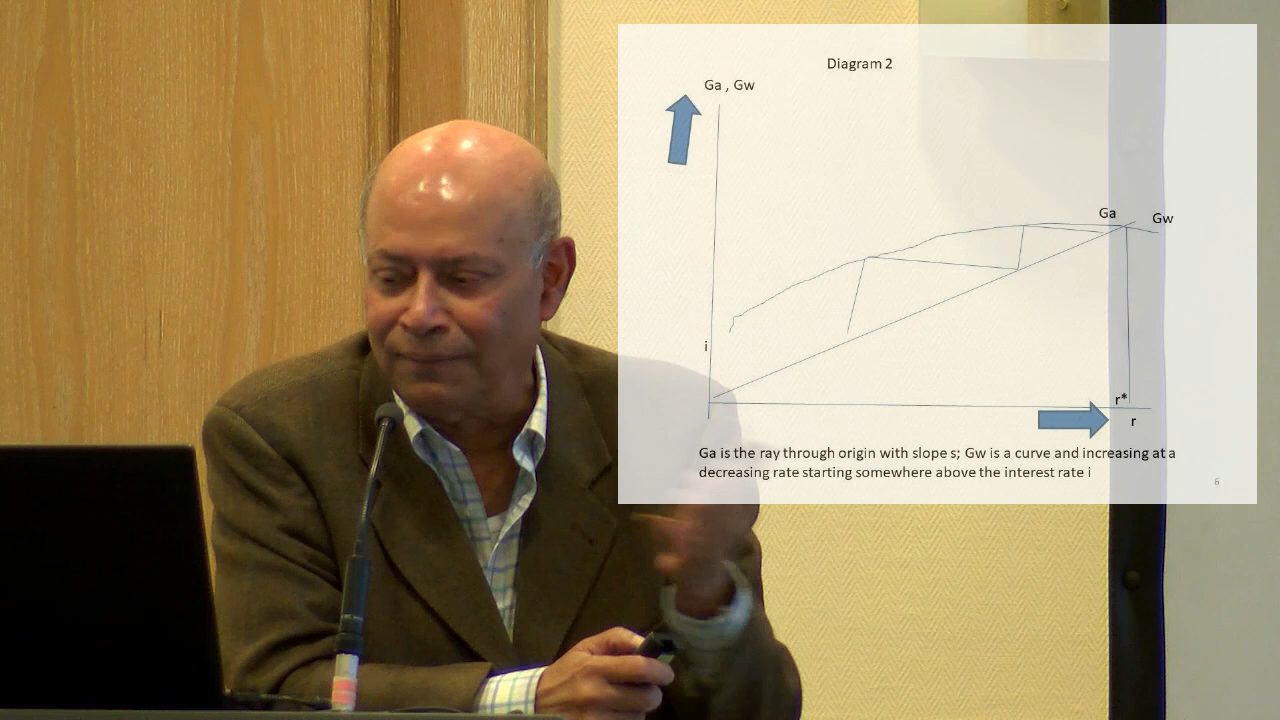 Diagram 2
Ga , Gw
Ga
Gw
i
r*
r
Ga is the ray through origin with slope s; Gw is a curve and increasing at a
decreasing rate starting somewhere above the interest rate i
6